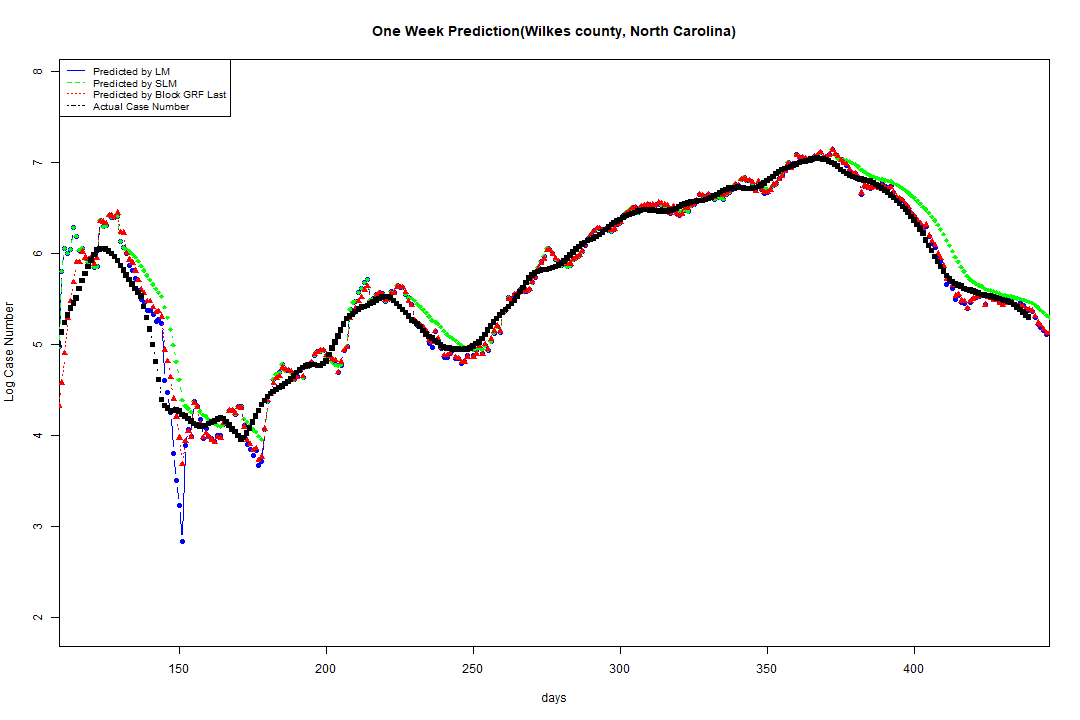 One Week Prediction(Wilkes county, North Carolina)
Predicted by LM
Predicted by SLM
Predicted by Block GRF Last
Actual Case Number
8
7
6
5
4
3
2
Log Case Number
150 200 250 300 350 400
days